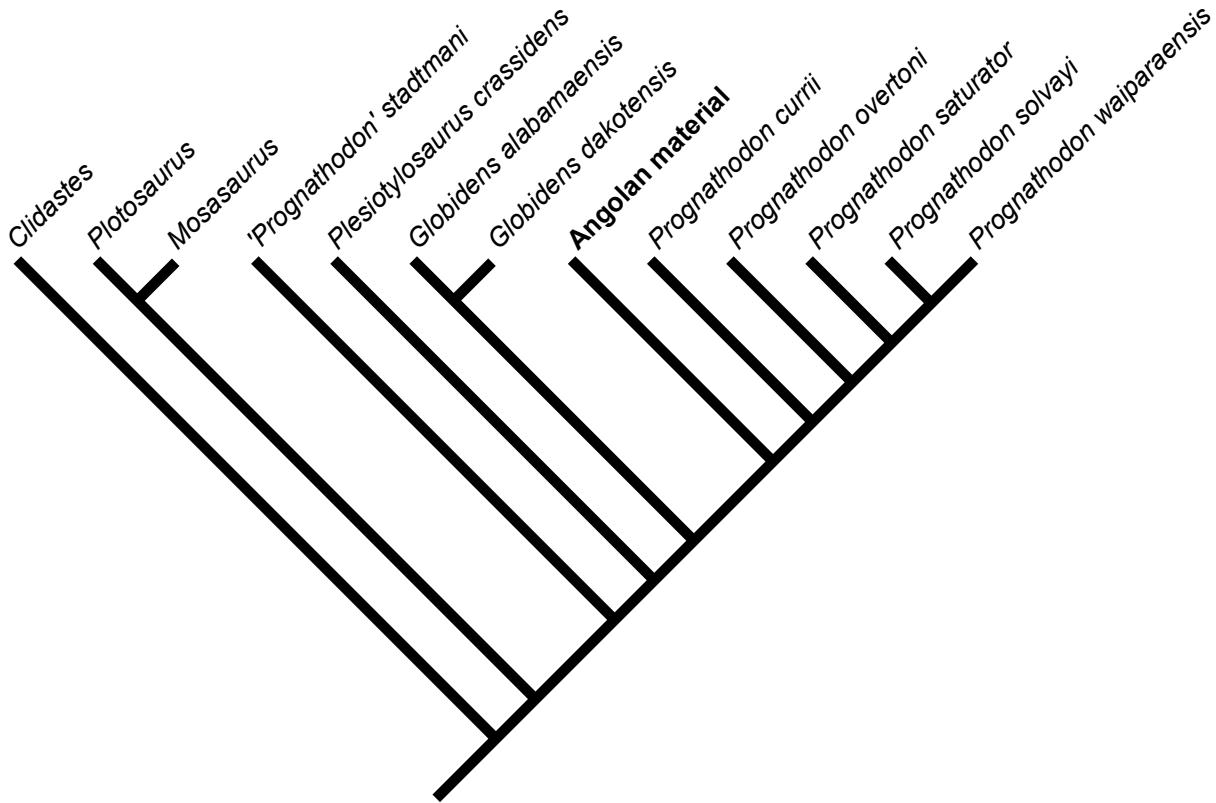 Clidastes
Plotosaurus
Mosasaurus
'Prognathodon' stadtmani
Plesiotylosaurus crassidens
Globidens alabamaensis
Globidens dakotensis
Angolan material
Prognathodon currii
Prognathodon overtoni
Prognathodon saturator
Prognathodon solvayi
Prognathodon waiparaensis